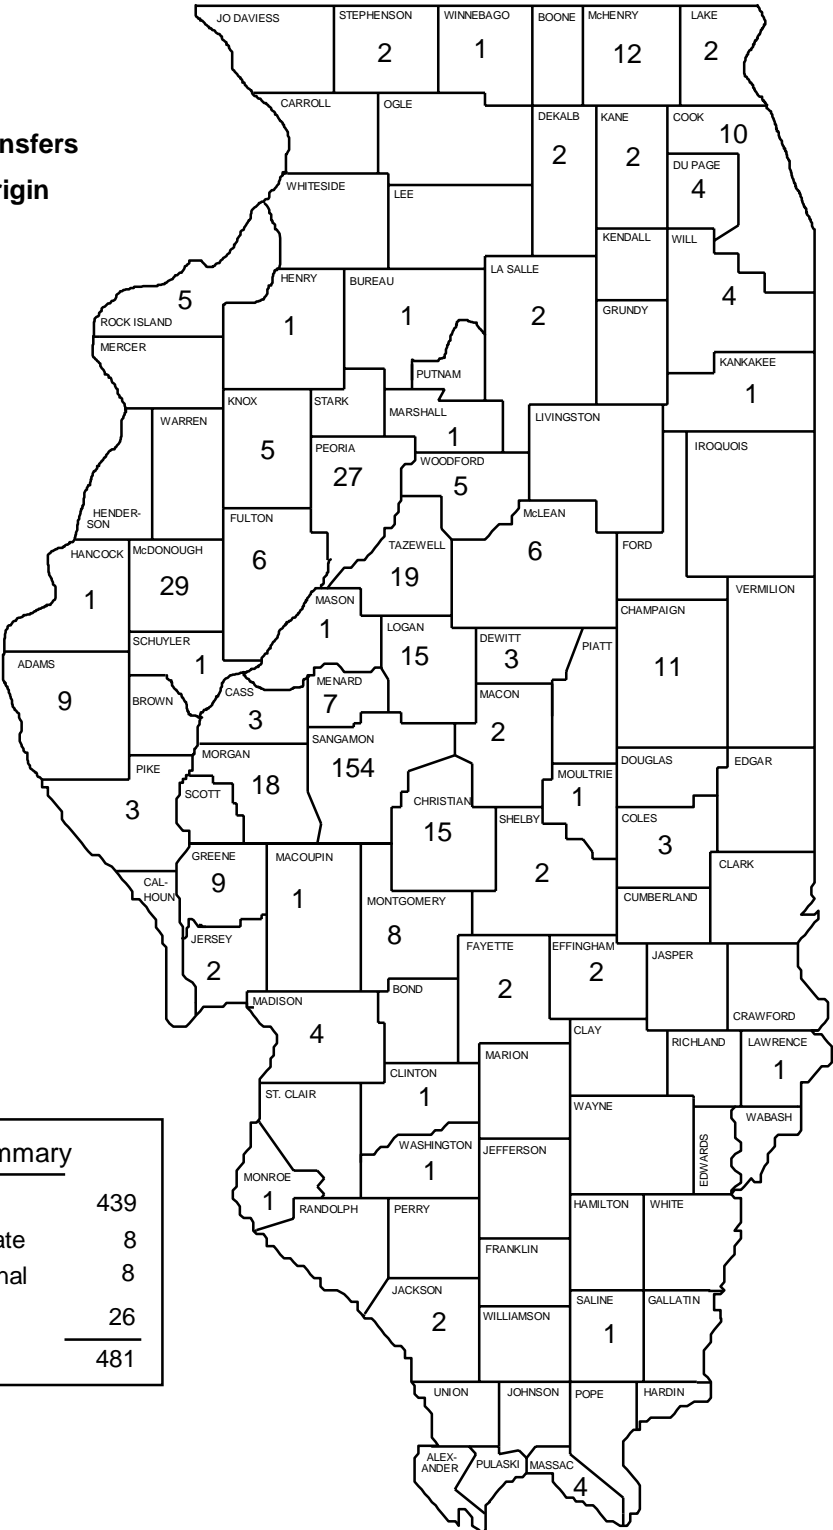 JO DAVIESS
STEPHENSON
2
WINNEBAGO
1
BOONE
McHENRY
12
LAKE
2
nsfers
rigin
CARROLL
OGLE
DEKALB
2
KANE
2
COOK
10
DU PAGE
4
WHITESIDE
LEE
KENDALL
WILL
4
ROCK ISLAND
5
HENRY
1
BUREAU
1
LA SALLE
2
GRUNDY
MERCER
PUTNAM
KANKAKEE
1
KNOX
5
STARK
MARSHALL
1
LIVINGSTON
WARREN
PEORIA
27
WOODFORD
5
IROQUOIS
HENDER-
SON
FULTON
6
McLEAN
6
FORD
HANCOCK
1
McDONOUGH
29
TAZEWELL
19
VERMILION
MASON
1
LOGAN
15
CHAMPAIGN
11
SCHUYLER
1
DEWITT
3
PIATT
ADAMS
9
BROWN
CASS
3
MENARD
7
MACON
2
SANGAMON
154
MORGAN
18
DOUGLAS
EDGAR
PIKE
3
SCOTT
MOULTRIE
1
CHRISTIAN
15
SHELBY
2
COLES
3
GREENE
9
MACOUPIN
1
CLARK
CAL-
HOUN
MONTGOMERY
8
CUMBERLAND
JERSEY
2
FAYETTE
2
EFFINGHAM
2
JASPER
CRAWFORD
MADISON
4
BOND
CLAY
RICHLAND
LAWRENCE
1
MARION
CLINTON
1
ST. CLAIR
WAYNE
EDWARDS
WABASH
WASHINGTON
1
JEFFERSON
MONROE
1
RANDOLPH
PERRY
HAMILTON
WHITE
FRANKLIN
JACKSON
2
WILLIAMSON
SALINE
1
GALLATIN
UNION
JOHNSON
POPE
HARDIN
ALEX-
ANDER
PULASKI
MASSAC
4
mmary
439
ate 8
nal 8
26
481